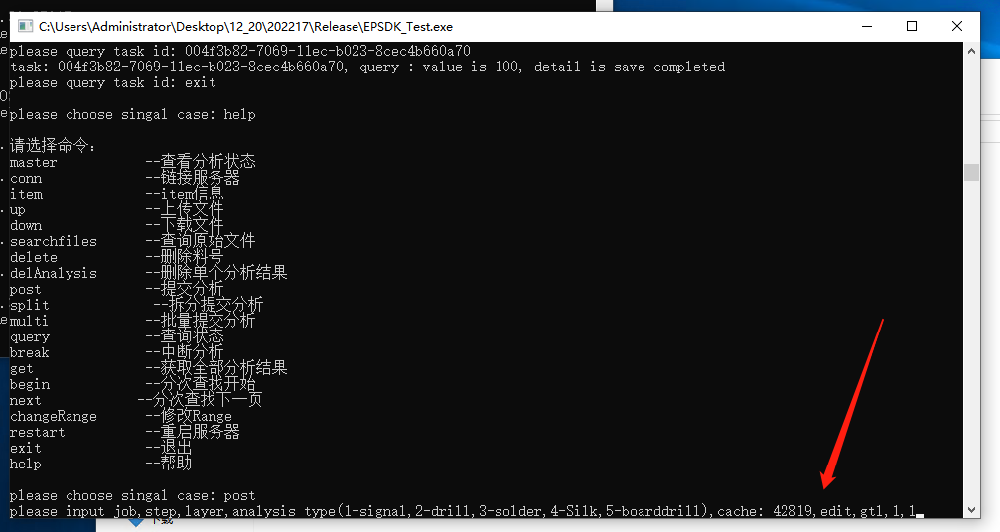 C:\Users\Administrator\Desktop\12_20\202217\Release\EPSDK_Test.exe
please query task id: 004f3b82-7069-11ec-b023-8cec4b660a70
task: 004f3b82-7069-11ec-b023-8cec4b660a70, query : value is 100, detail is save completed
please query task id: exit
please choose singal case: help
请选择命令:
master --查看分析状态
conn --链接服务器
item --item信息
up --上传文件
down --下载文件
searchfiles --查询原始文件
delete --删除料号
delAnalysis --删除单个分析结果
post --提交分析
split --拆分提交分析
multi --批量提交分析
query --查询状态
break --中断分析
get --获取全部分析结果
begin --分次查找开始
next --分次查找下一页
changeRange --修改Range
restart --重启服务器
exit --退出
help --帮助
please choose singal case: post
please input job,step,layer,analysis type(1-signal,2-drill,3-solder,4-Silk,5-boarddrill),cache: 42819,edit,gtl,1,1